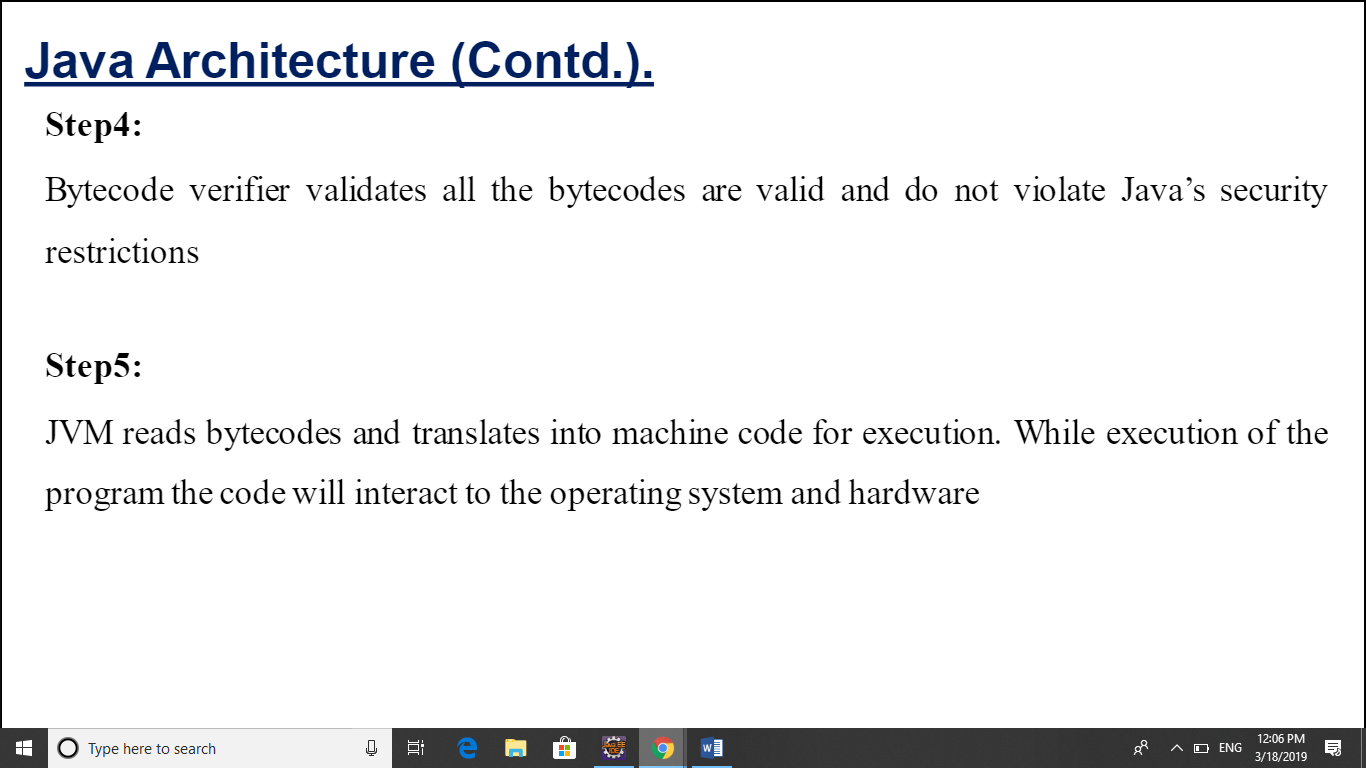 Java Architecture (Contd.).
Step4:
Bytecode verifier validates all the bytecodes are valid and do not violate Java’s security
restrictions
Step5:
JVM reads bytecodes and translates into machine code for execution. While execution of the
program the code will interact to the operating system and hardware
Type here to search
ENG
12:06 PM
3/18/2019